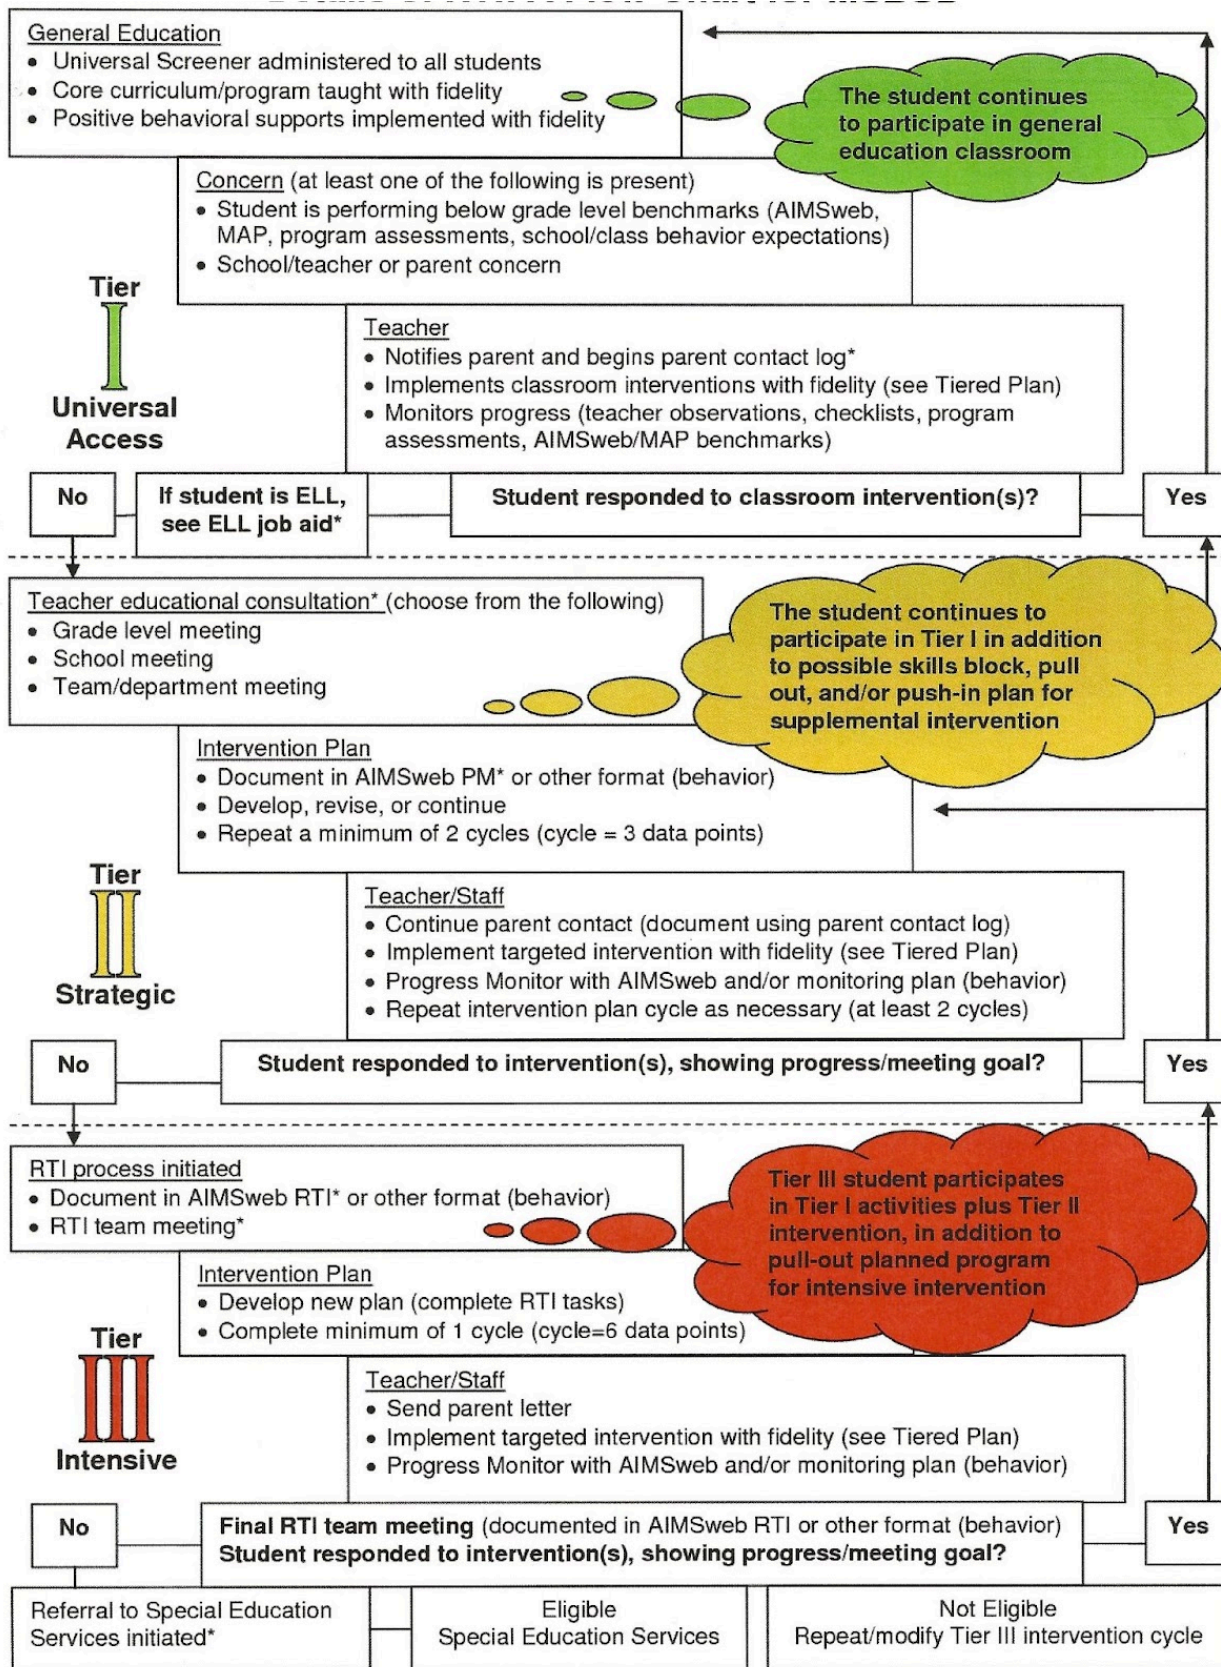 General Education
• Universal Screener administered to all students
• Core curriculum/program taught with fidelity
• Positive behavioral supports implemented with fidelity
The student continues
to participate in general
education classroom
Concern (at least one of the following is present)
• Student is performing below grade level benchmarks (AIMSweb,
MAP, program assessments, school/class behavior expectations)
• School/teacher or parent concern
Tier
I
Universal
Access
Teacher
• Notifies parent and begins parent contact log*
• Implements classroom interventions with fidelity (see Tiered Plan)
• Monitors progress (teacher observations, checklists, program
assessments, AIMSweb/MAP benchmarks)
No
If student is ELL,
see ELL job aid*
Student responded to classroom intervention(s)?
Yes
Teacher educational consultation* (choose from the following)
• Grade level meeting
• School meeting
• Team/department meeting
The student continues to
participate in Tier I in addition
to possible skills block, pull
out, and/or push-in plan for
supplemental intervention
Intervention Plan
• Document in AIMSweb PM* or other format (behavior)
• Develop, revise, or continue
• Repeat a minimum of 2 cycles (cycle = 3 data points)
Tier
II
Strategic
Teacher/Staff
• Continue parent contact (document using parent contact log)
• Implement targeted intervention with fidelity (see Tiered Plan)
• Progress Monitor with AIMSweb and/or monitoring plan (behavior)
• Repeat intervention plan cycle as necessary (at least 2 cycles)
No
Student responded to intervention(s), showing progress/meeting goal?
Yes
RTI process initiated
• Document in AIMSweb RTI* or other format (behavior)
• RTI team meeting*
Tier III student participates
in Tier I activities plus Tier II
intervention, in addition to
pull-out planned program
for intensive intervention
Intervention Plan
• Develop new plan (complete RTI tasks)
• Complete minimum of 1 cycle (cycle=6 data points)
Tier
III
Intensive
Teacher/Staff
• Send parent letter
• Implement targeted intervention with fidelity (see Tiered Plan)
• Progress Monitor with AIMSweb and/or monitoring plan (behavior)
No
Final RTI team meeting (documented in AIMSweb RTI or other format (behavior)
Student responded to intervention(s), showing progress/meeting goal?
Yes
Referral to Special Education
Services initiated*
Eligible
Special Education Services
Not Eligible
Repeat/modify Tier III intervention cycle